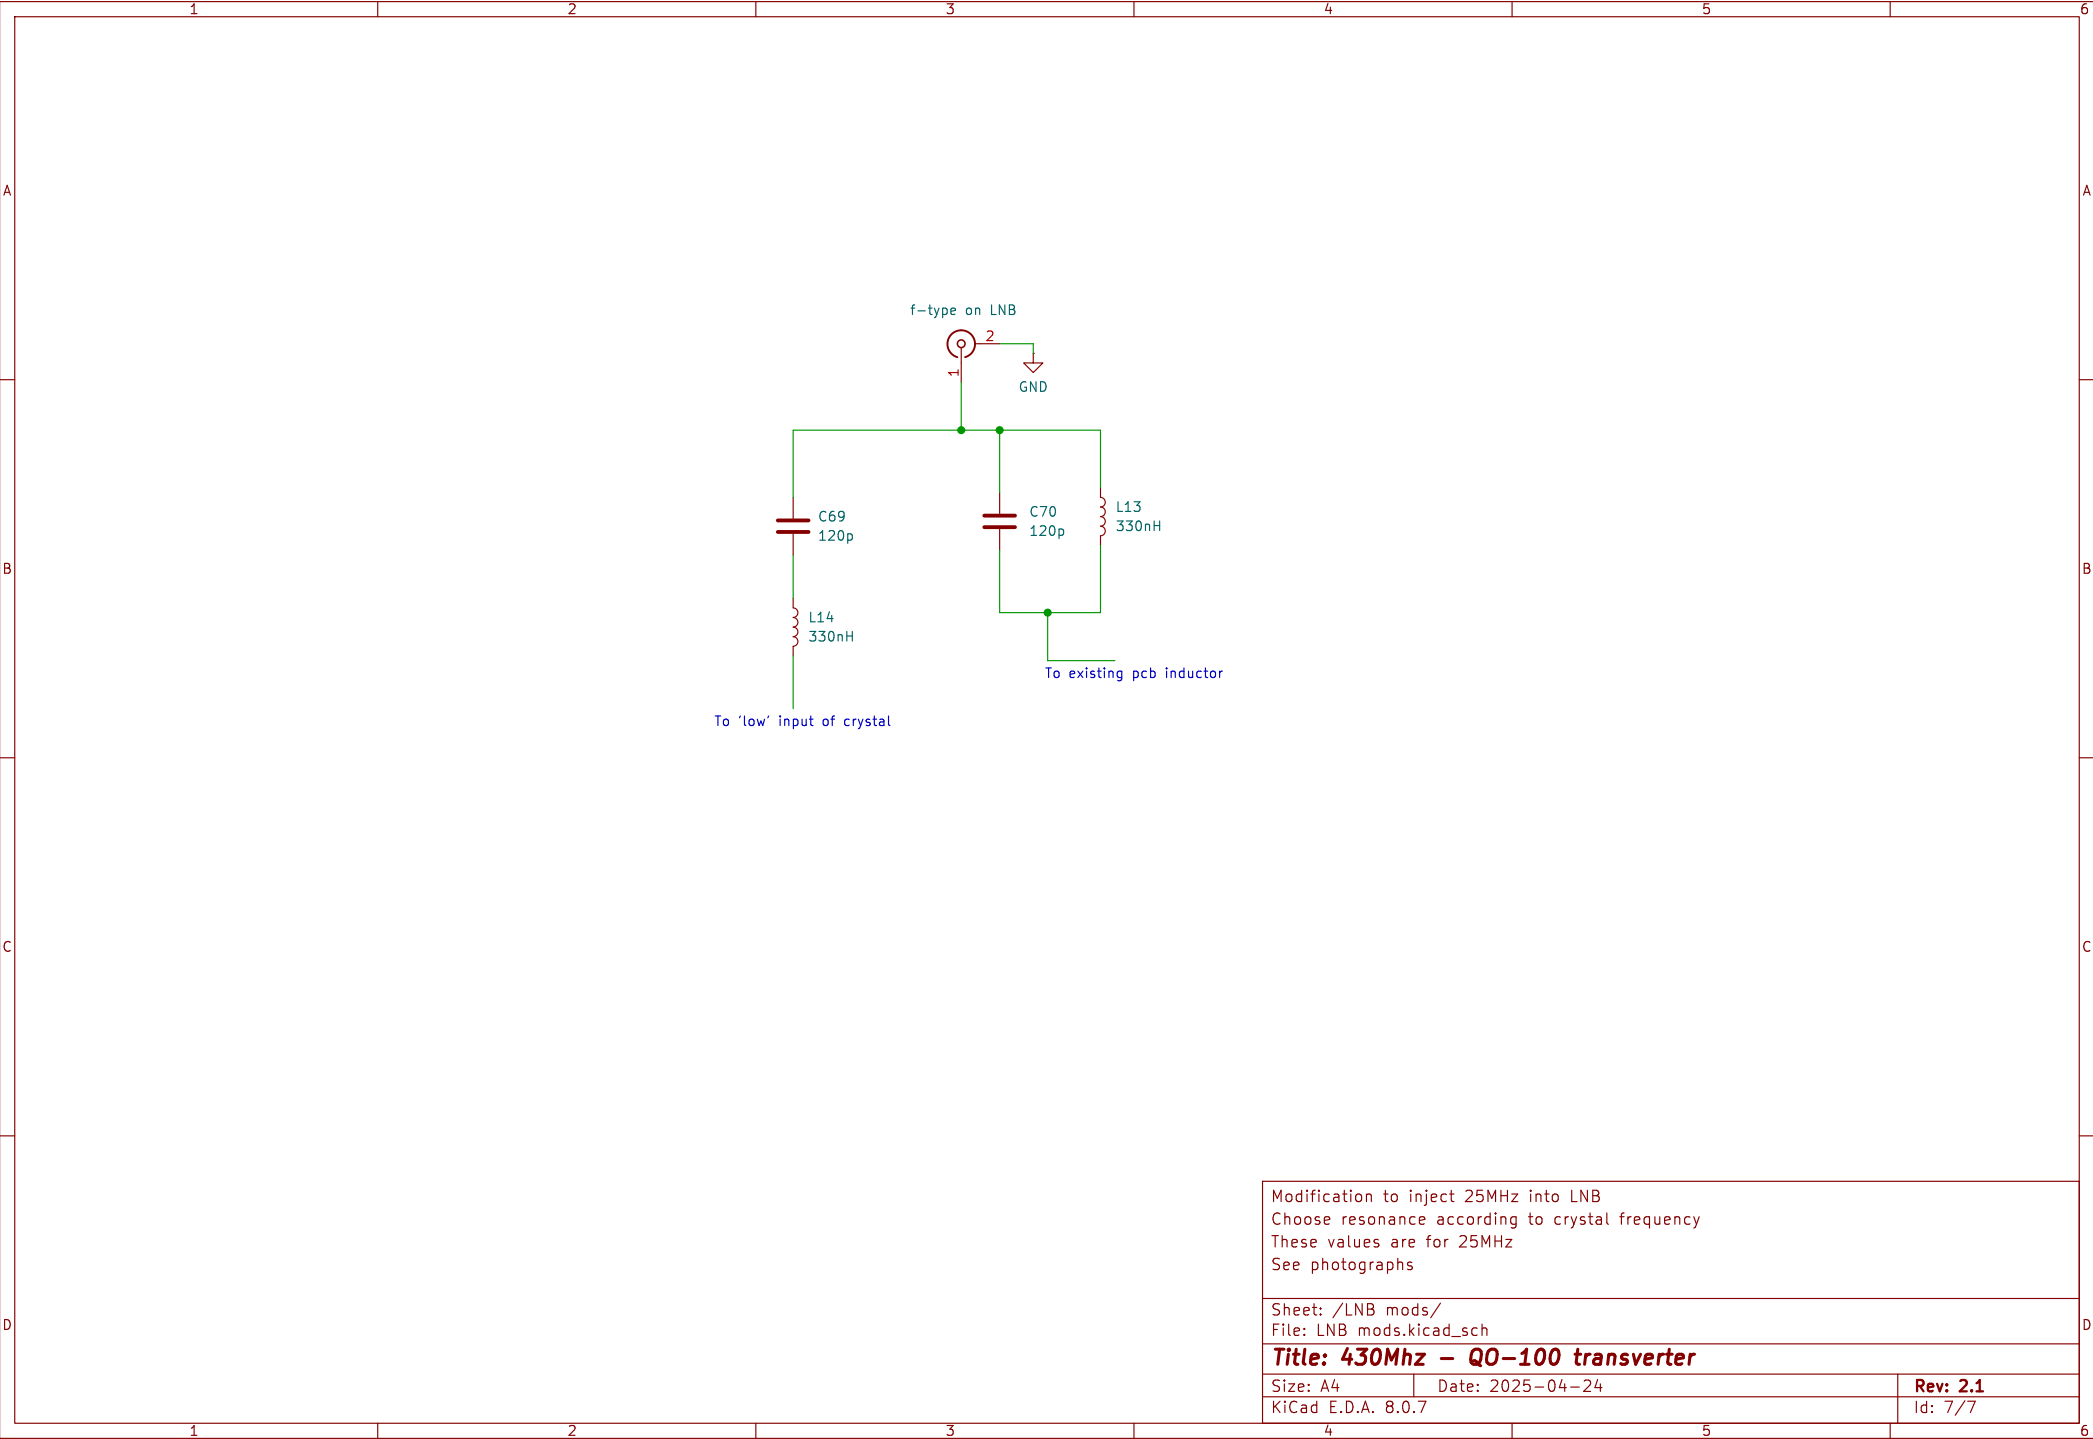 1 2 3 4 5 6
A A
f-type on LNB
2
1
GND
C69
120p
C70
120p
L13
330nH
B B
L14
330nH
To existing pcb inductor
To 'low' input of crystal
C C
Modification to inject 25MHz into LNB
Choose resonance according to crystal frequency
These values are for 25MHz
See photographs
Sheet: /LNB mods/
File: LNB mods.kicad_sch
D D
Title: 430Mhz - QO-100 transverter
Size: A4 Date: 2025-04-24 Rev: 2.1
KiCad E.D.A. 8.0.7 Id: 7/7
1 2 3 4 5 6